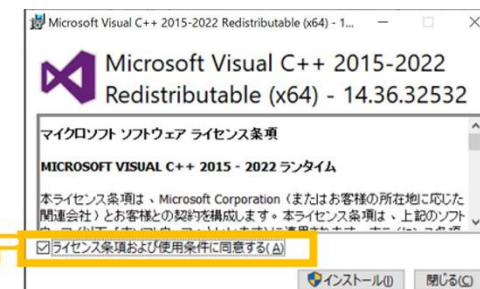 Microsoft Visual C++ 2015-2022 Redistributable (x64) - 1...
Microsoft Visual C++ 2015-2022
Redistributable (x64) - 14.36.32532
マイクロソフト ソフトウェア ライセンス条項
MICROSOFT VISUAL C++ 2015 - 2022 ランタイム
本ライセンス条項は、Microsoft Corporation (またはお客様の所在地に応じた
関連会社) とお客様との契約を構成します。本ライセンス条項は、上記のソフト
ライセンス条項および使用条件に同意する(A)
インストール(I)
閉じる(C)